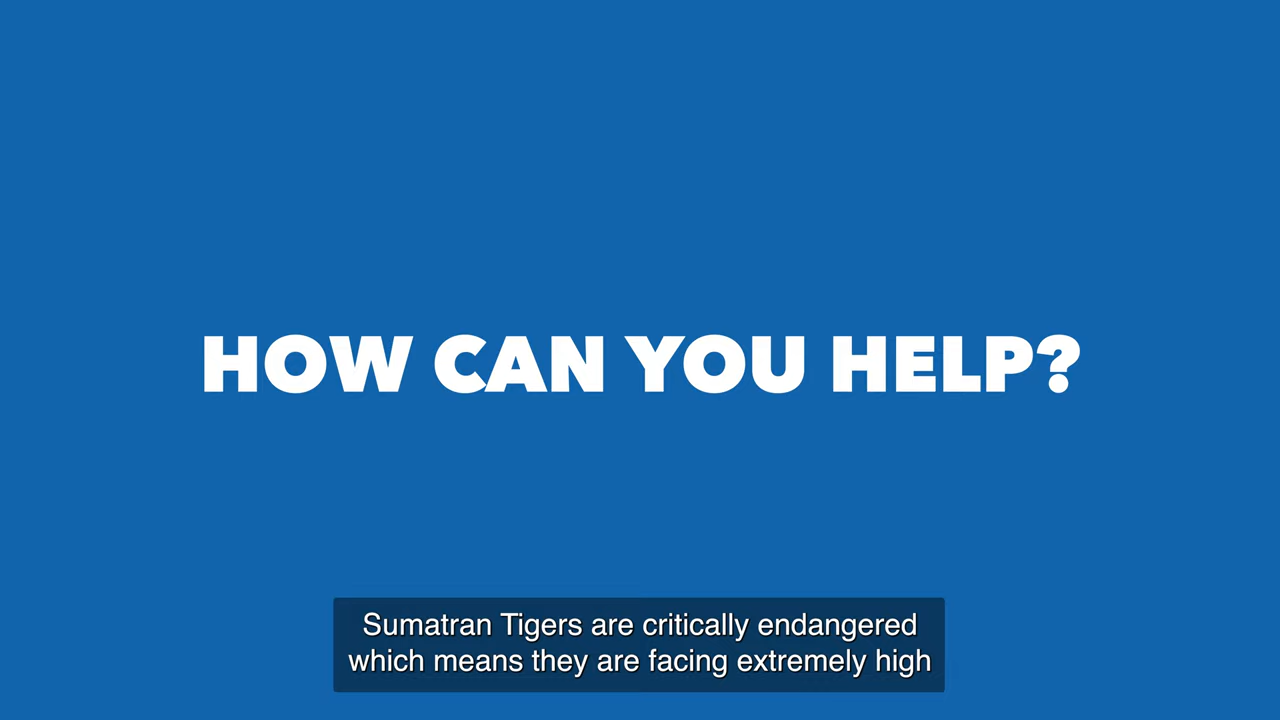 HOW CAN YOU HELP?
Sumatran Tigers are critically endangered
which means they are facing extremely high